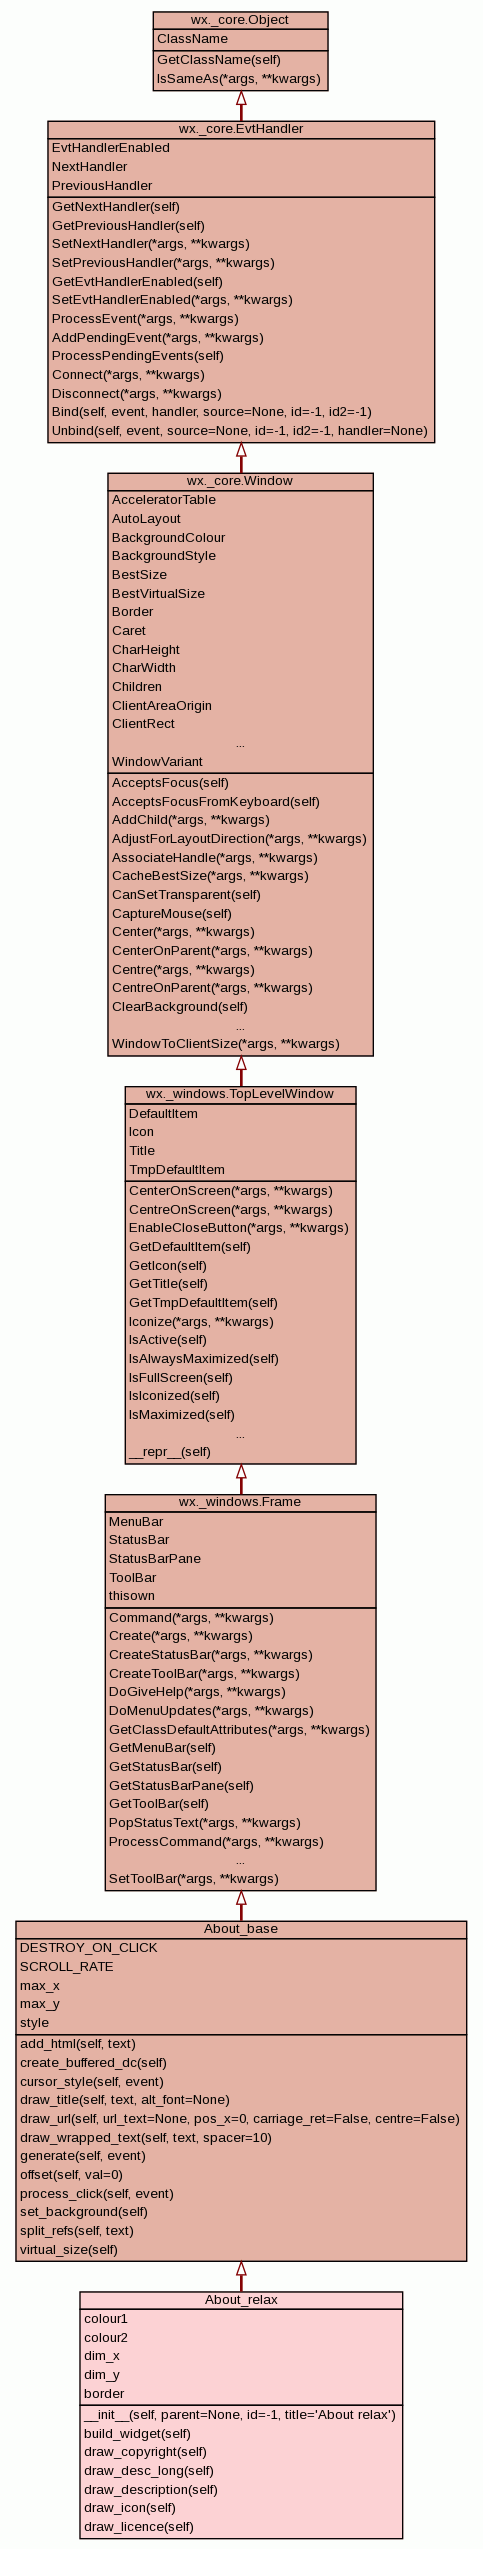 wx._core.Object
ClassName
GetClassName(self)
IsSameAs(*args, **kwargs)
wx._core.EvtHandler
EvtHandlerEnabled
NextHandler
PreviousHandler
GetNextHandler(self)
GetPreviousHandler(self)
SetNextHandler(*args, **kwargs)
SetPreviousHandler(*args, **kwargs)
GetEvtHandlerEnabled(self)
SetEvtHandlerEnabled(*args, **kwargs)
ProcessEvent(*args, **kwargs)
AddPendingEvent(*args, **kwargs)
ProcessPendingEvents(self)
Connect(*args, **kwargs)
Disconnect(*args, **kwargs)
Bind(self, event, handler, source=None, id=-1, id2=-1)
Unbind(self, event, source=None, id=-1, id2=-1, handler=None)
wx._core.Window
AcceleratorTable
AutoLayout
BackgroundColour
BackgroundStyle
BestSize
BestVirtualSize
Border
Caret
CharHeight
CharWidth
Children
ClientAreaOrigin
ClientRect
...
WindowVariant
AcceptsFocus(self)
AcceptsFocusFromKeyboard(self)
AddChild(*args, **kwargs)
AdjustForLayoutDirection(*args, **kwargs)
AssociateHandle(*args, **kwargs)
CacheBestSize(*args, **kwargs)
CanSetTransparent(self)
CaptureMouse(self)
Center(*args, **kwargs)
CenterOnParent(*args, **kwargs)
Centre(*args, **kwargs)
CentreOnParent(*args, **kwargs)
ClearBackground(self)
...
WindowToClientSize(*args, **kwargs)
wx._windows.TopLevelWindow
DefaultItem
Icon
Title
TmpDefaultItem
CenterOnScreen(*args, **kwargs)
CentreOnScreen(*args, **kwargs)
EnableCloseButton(*args, **kwargs)
GetDefaultItem(self)
GetIcon(self)
GetTitle(self)
GetTmpDefaultItem(self)
Iconize(*args, **kwargs)
IsActive(self)
IsAlwaysMaximized(self)
IsFullScreen(self)
IsIconized(self)
IsMaximized(self)
...
__repr__(self)
wx._windows.Frame
MenuBar
StatusBar
StatusBarPane
ToolBar
thisown
Command(*args, **kwargs)
Create(*args, **kwargs)
CreateStatusBar(*args, **kwargs)
CreateToolBar(*args, **kwargs)
DoGiveHelp(*args, **kwargs)
DoMenuUpdates(*args, **kwargs)
GetClassDefaultAttributes(*args, **kwargs)
GetMenuBar(self)
GetStatusBar(self)
GetStatusBarPane(self)
GetToolBar(self)
PopStatusText(*args, **kwargs)
ProcessCommand(*args, **kwargs)
...
SetToolBar(*args, **kwargs)
About_base
DESTROY_ON_CLICK
SCROLL_RATE
max_x
max_y
style
add_html(self, text)
create_buffered_dc(self)
cursor_style(self, event)
draw_title(self, text, alt_font=None)
draw_url(self, url_text=None, pos_x=0, carriage_ret=False, centre=False)
draw_wrapped_text(self, text, spacer=10)
generate(self, event)
offset(self, val=0)
process_click(self, event)
set_background(self)
split_refs(self, text)
virtual_size(self)
About_relax
colour1
colour2
dim_x
dim_y
border
__init__(self, parent=None, id=-1, title='About relax')
build_widget(self)
draw_copyright(self)
draw_desc_long(self)
draw_description(self)
draw_icon(self)
draw_licence(self)